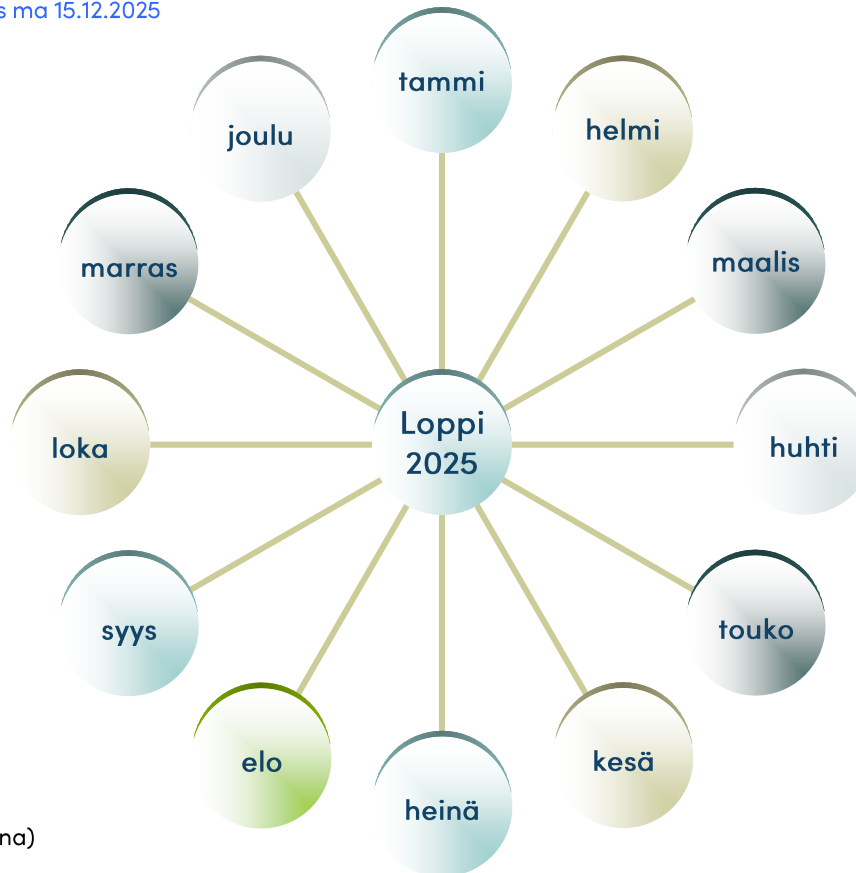 s ma 15.12.2025
tammi
helmi
joulu
maalis
marras
Loppi
2025
huhti
loka
touko
syys
kesä
elo
heinä
na)